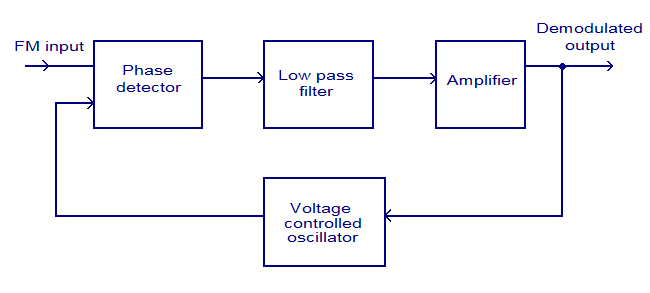 FM input
Demodulated
output
Phase
detector
Low pass
filter
Amplifier
Voltage
controlled
oscillator